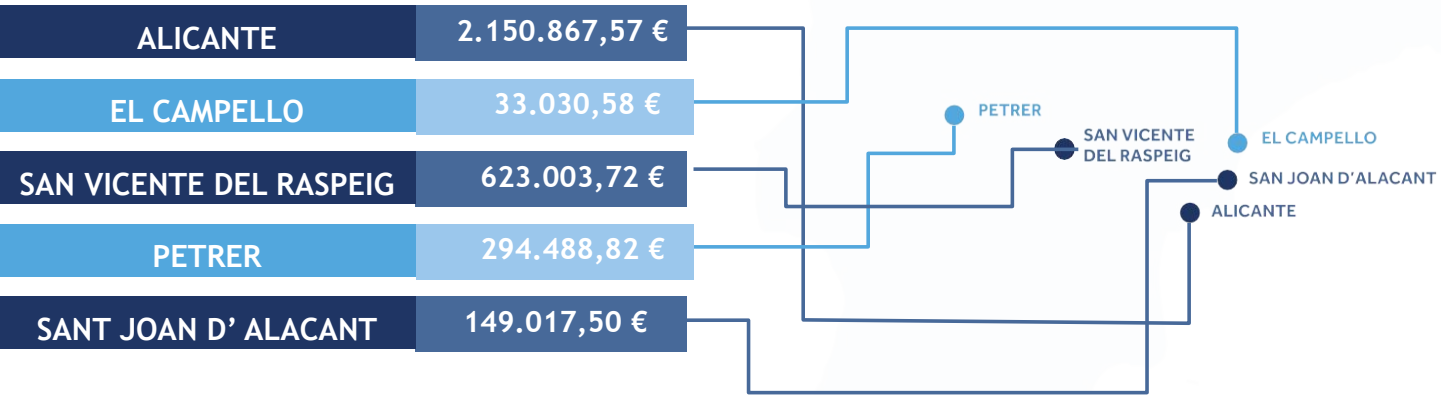 ALICANTE 2.150.867,57 €
EL CAMPELLO 33.030,58 €
SAN VICENTE DEL RASPEIG 623.003,72 €
PETRER 294.488,82 €
SANT JOAN D' ALACANT 149.017,50 €
PETRER
SAN VICENTE
DEL RASPEIG
EL CAMPELLO
SAN JOAN D'ALACANT
ALICANTE